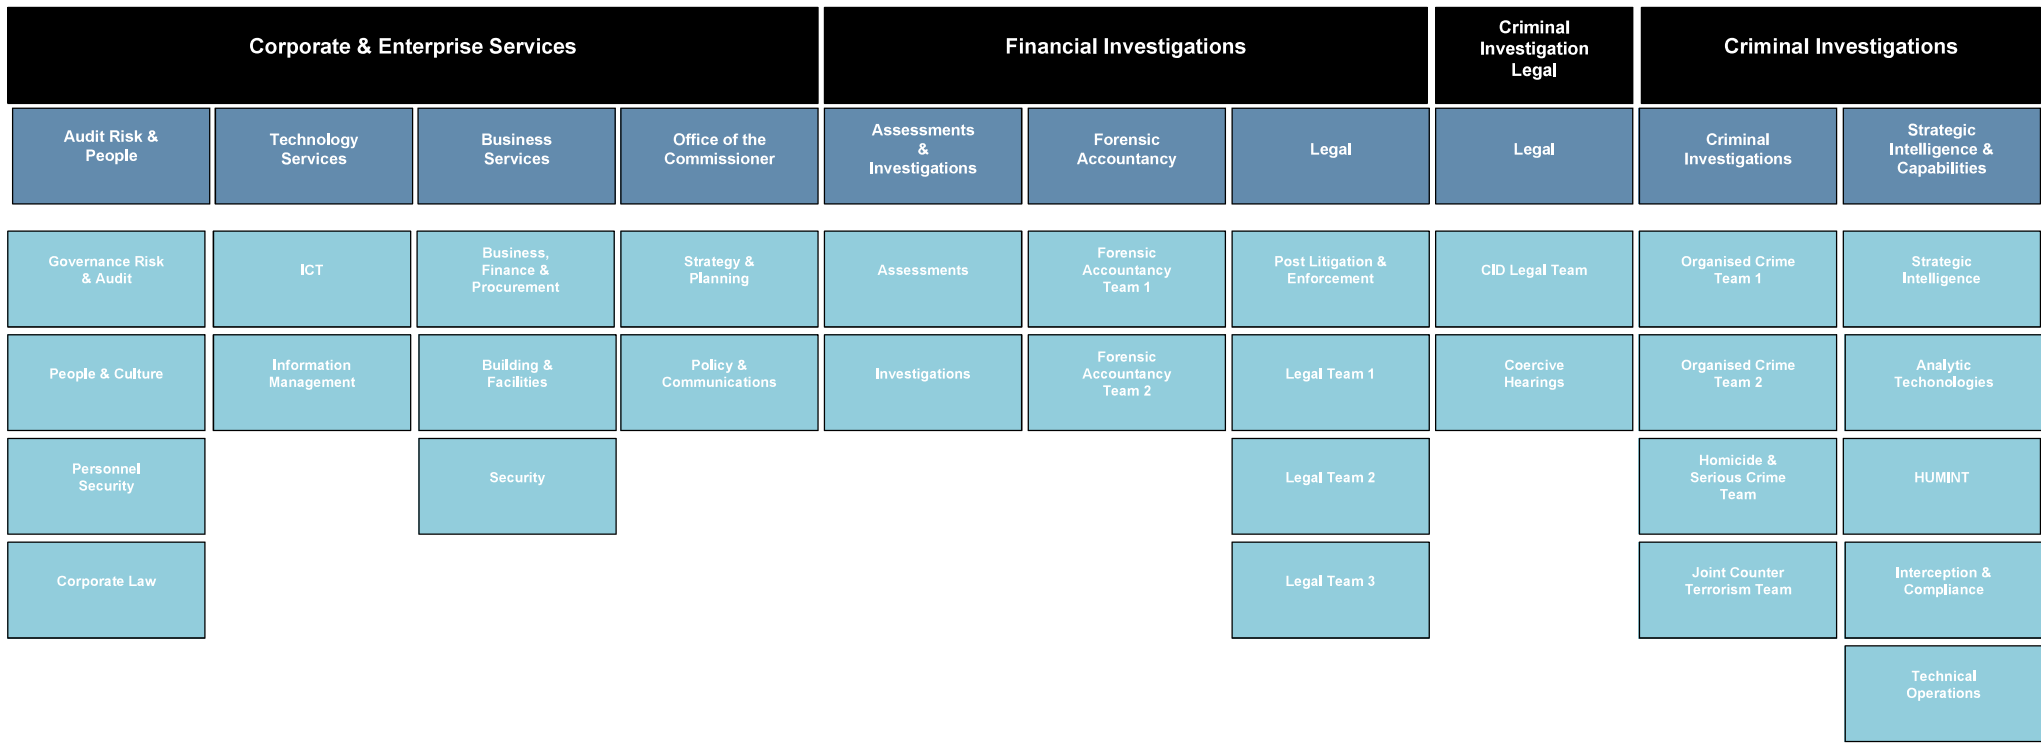 Corporate & Enterprise Services
Financial Investigations
Criminal
Investigation
Legal
Criminal Investigations
Audit Risk &
People
Technology
Services
Business
Services
Office of the
Commissioner
Assessments
&
Investigations
Forensic
Accountancy
Legal
Legal
Criminal
Investigations
Strategic
Intelligence &
Capabilities
Governance Risk
& Audit
ICT
Business,
Finance &
Procurement
Strategy &
Planning
Assessments
Forensic
Accountancy
Team 1
Post Litigation &
Enforcement
CID Legal Team
Organised Crime
Team 1
Strategic
Intelligence
People & Culture
Information
Management
Building &
Facilities
Policy &
Communications
Investigations
Forensic
Accountancy
Team 2
Legal Team 1
Coercive
Hearings
Organised Crime
Team 2
Analytic
Techonologies
Personnel
Security
Security
Legal Team 2
Homicide &
Serious Crime
Team
HUMINT
Corporate Law
Legal Team 3
Joint Counter
Terrorism Team
Interception &
Compliance
Technical
Operations